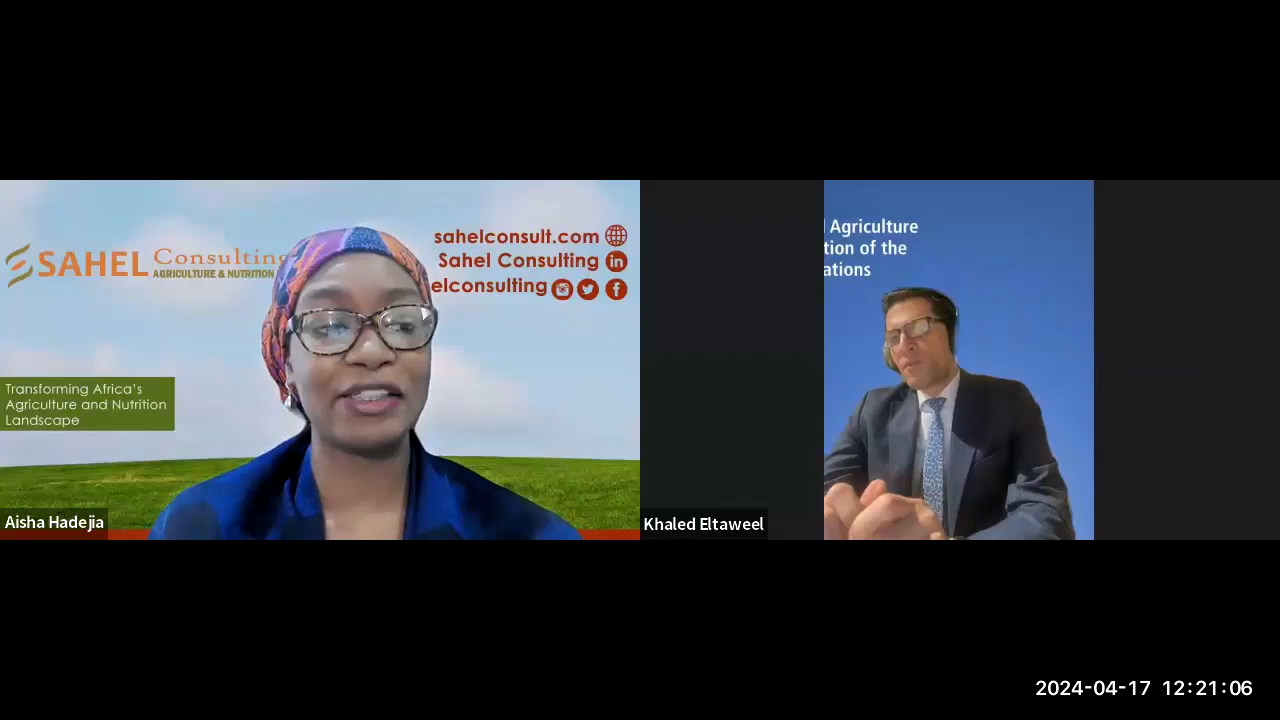 SAHEL Consulting
AGRICULTURE & NUTRITION
sahelconsult.com
Sahel Consulting
in
elconsulting
Transforming Africa's
Agriculture and Nutrition
Landscape
Aisha Hadejia
Agriculture
tion of the
ations
Khaled Eltaweel
2024-04-17 12:21:06